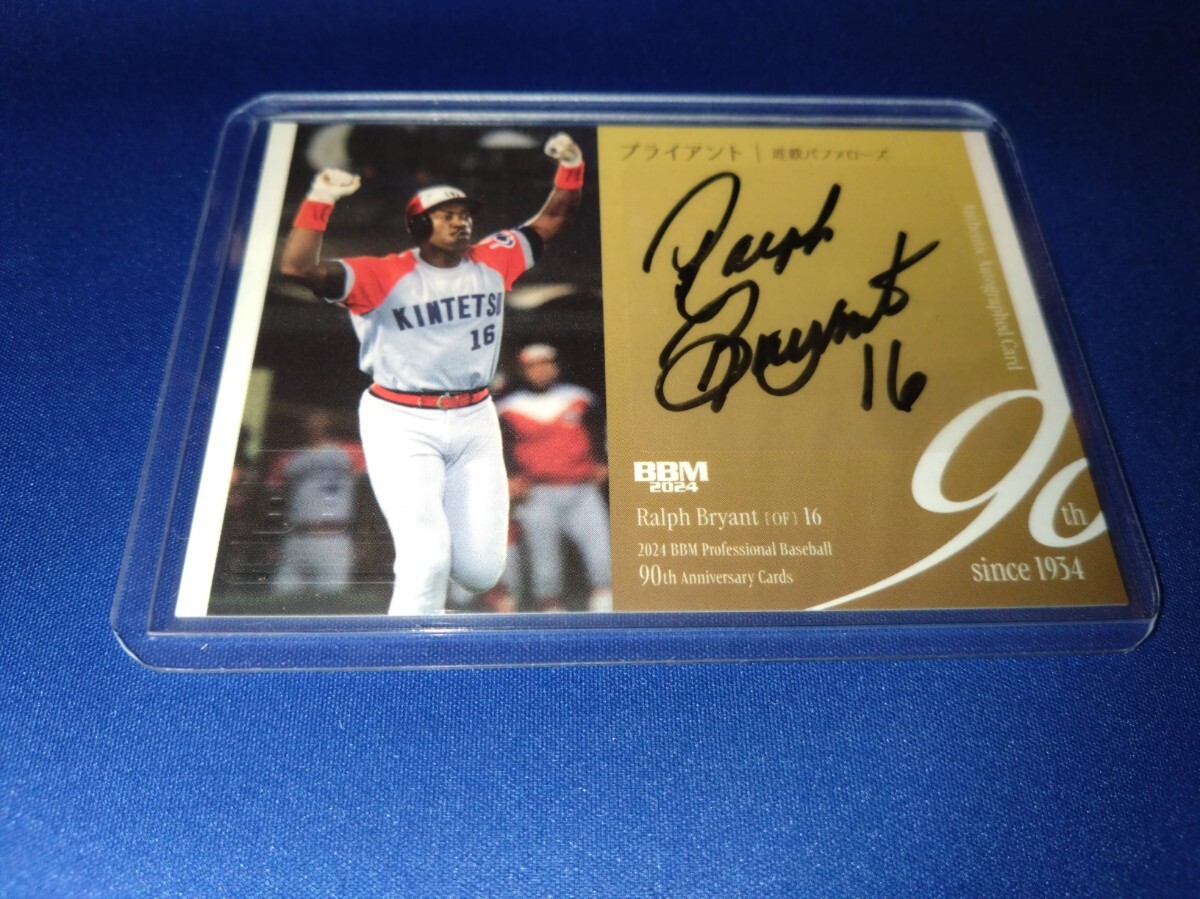 ブライアント | 近鉄バファローズ
Authentic Autographed Card
Ralph
Bryant 16
KINTETSU
16
BBM
2024
Ralph Bryant [OF] 16
2024 BBM Professional Baseball
90th Anniversary Cards
90th
since 1934